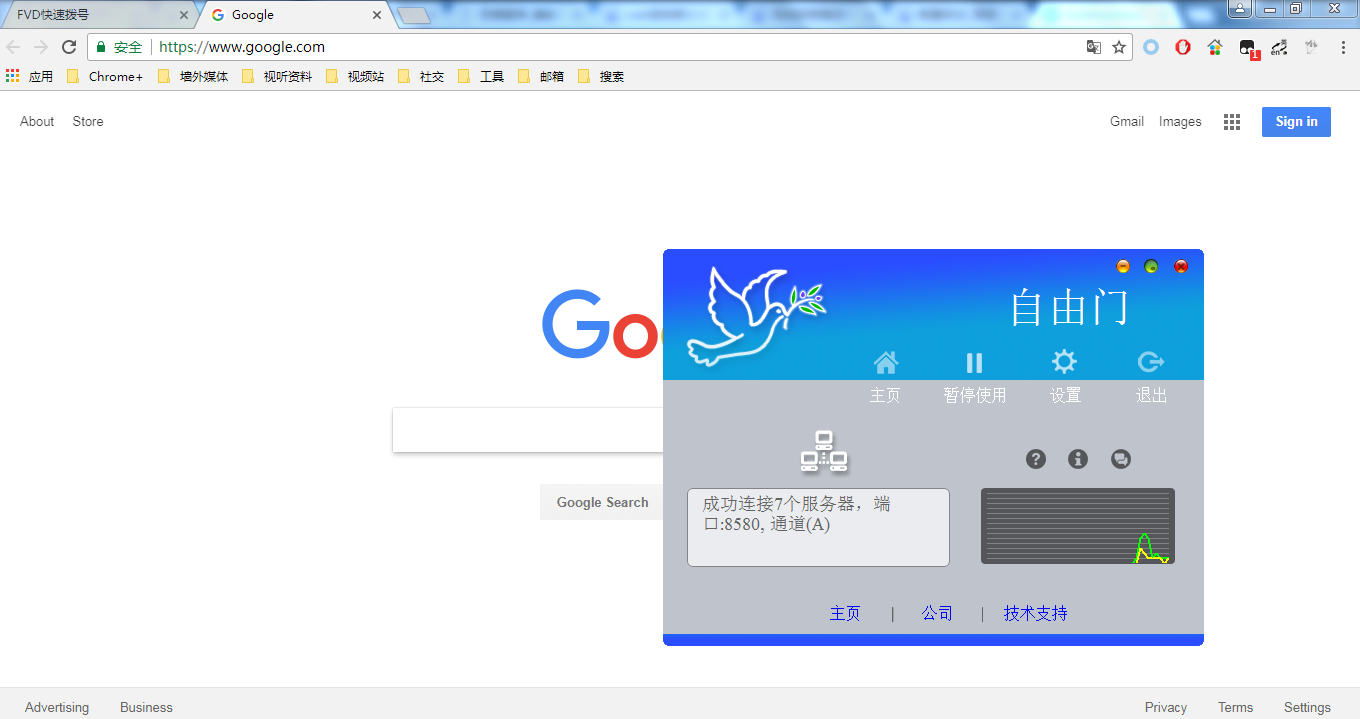 FVD快速拨号
Google
安全 https://www.google.com
1
en
应用 Chrome+ 墙外媒体 视听资料 视频站 社交 工具 邮箱 搜索
About Store Gmail Images Sign in
自由门
主页 暂停使用 设置 退出
Goo
成功连接7个服务器，端
口:8580, 通道(A)
Google Search
主页 | 公司 | 技术支持
Advertising Business Privacy Terms Settings